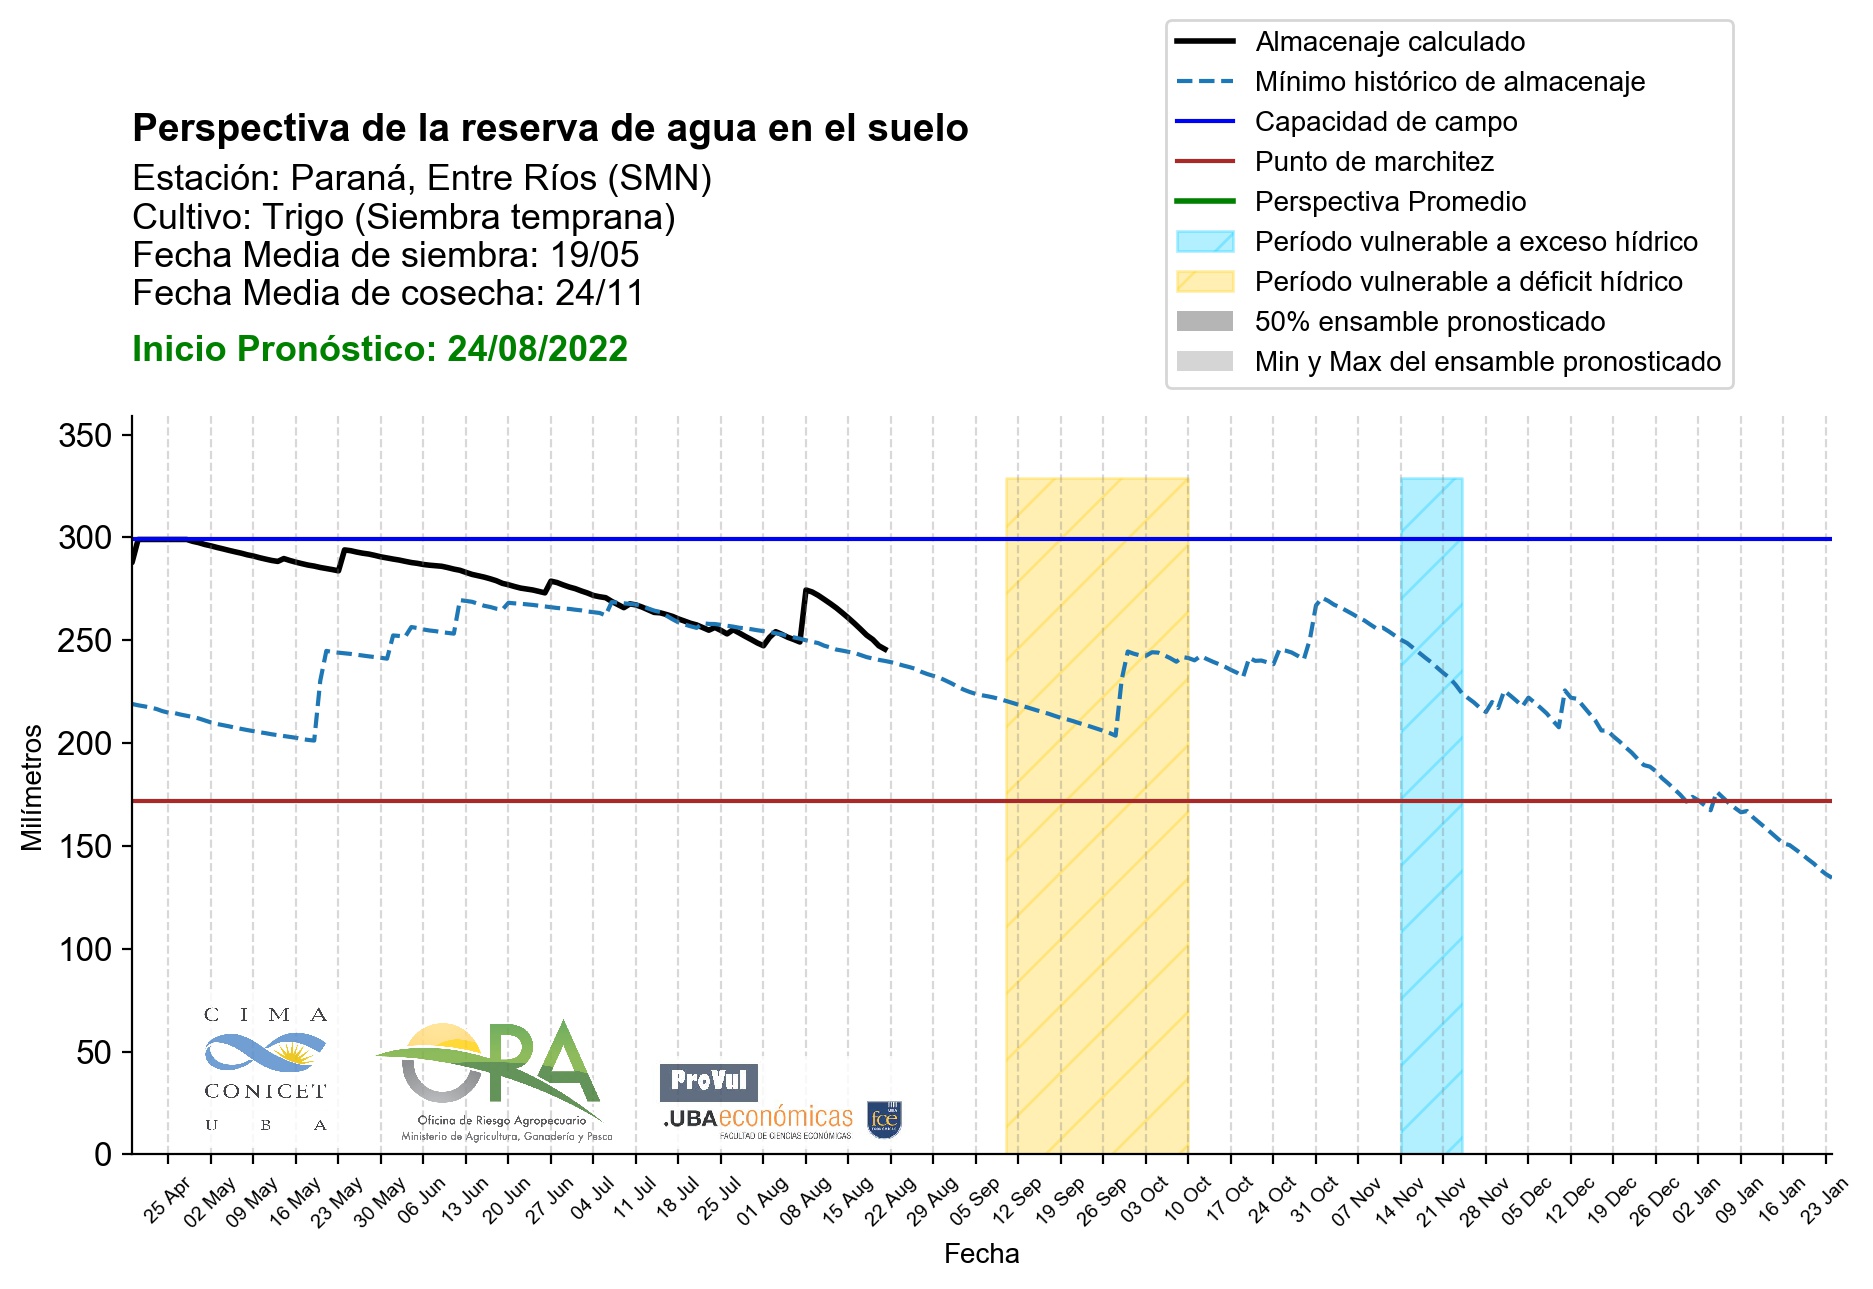 Almacenaje calculado
Mínimo histórico de almacenaje
Capacidad de campo
Punto de marchitez
Perspectiva Promedio
Período vulnerable a exceso hídrico
Período vulnerable a déficit hídrico
50% ensamble pronosticado
Min y Max del ensamble pronosticado
Perspectiva de la reserva de agua en el suelo
Estación: Paraná, Entre Ríos (SMN)
Cultivo: Trigo (Siembra temprana)
Fecha Media de siembra: 19/05
Fecha Media de cosecha: 24/11
Inicio Pronóstico: 24/08/2022
350
300
250
200
150
100
50
0
Milímetros
CIMA
CONICET
UBA
ORA
Oficina de Riesgo Agropecuario
Ministerio de Agricultura, Ganadería y Pesca
ProVul
.UBAeconómicas
FACULTAD DE CIENCIAS ECONÓMICAS
UBA
fce
ECONÓMICAS
25 Apr
02 May
09 May
16 May
23 May
30 May
06 Jun
13 Jun
20 Jun
27 Jun
04 Jul
11 Jul
18 Jul
25 Jul
01 Aug
08 Aug
15 Aug
22 Aug
29 Aug
05 Sep
12 Sep
19 Sep
26 Sep
03 Oct
10 Oct
17 Oct
24 Oct
31 Oct
07 Nov
14 Nov
21 Nov
28 Nov
05 Dec
12 Dec
19 Dec
26 Dec
02 Jan
09 Jan
16 Jan
23 Jan
Fecha